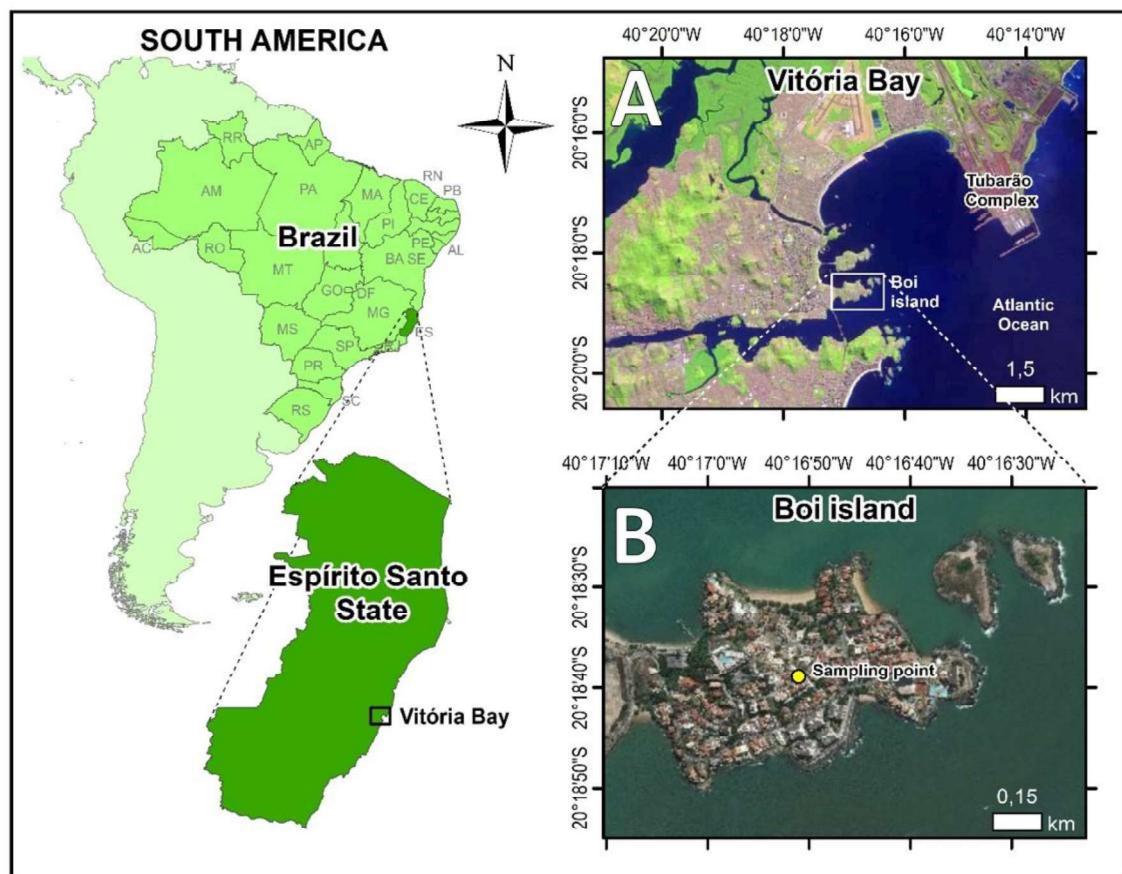 SOUTH AMERICA
N
RR
AP
AM
PA
MA
CE
RN
PB
PI
Brazil
AC
RO
PE
AL
MT
BA
SE
GO
DF
MG
MS
ES
SP
RJ
PR
SC
RS
Espírito Santo
State
Vitória Bay
40°20'0"W
40°18'0"W
40°16'0"W
40°14'0"W
A
Vitória Bay
20°16'0"S
Tubarão
Complex
20°18'0"S
Boi
island
Atlantic
Ocean
20°20'0"S
1,5
km
40°17'10"W
40°17'0"W
40°16'50"W
40°16'40"W
40°16'30"W
B
Boi island
20°18'30"S
Sampling point
20°18'40"S
20°18'50"S
0,15
km